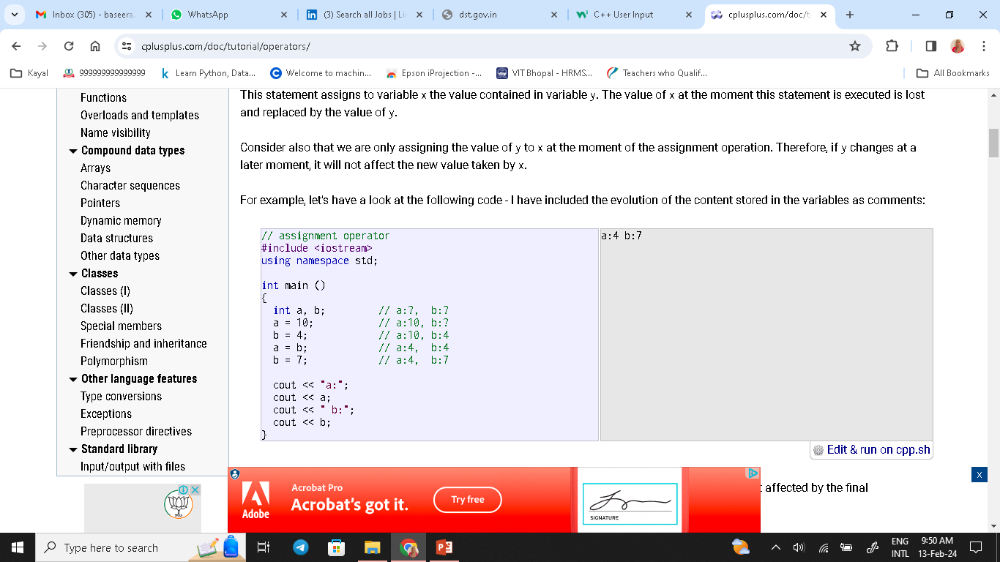 Inbox (305) - baseera.
WhatsApp
(3) Search all Jobs | Li
dst.gov.in
C++ User Input
cplusplus.com/doc/t
cplusplus.com/doc/tutorial/operators/
Kayal
999999999999999
Learn Python, Data...
Welcome to machin...
Epson iProjection -...
VIT Bhopal - HRMS...
Teachers who Qualif...
All Bookmarks
Functions
Overloads and templates
Name visibility
Compound data types
Arrays
Character sequences
Pointers
Dynamic memory
Data structures
Other data types
Classes
Classes (I)
Classes (II)
Special members
Friendship and inheritance
Polymorphism
Other language features
Type conversions
Exceptions
Preprocessor directives
Standard library
Input/output with files
This statement assigns to variable x the value contained in variable y. The value of x at the moment this statement is executed is lost
and replaced by the value of y.
Consider also that we are only assigning the value of y to x at the moment of the assignment operation. Therefore, if y changes at a
later moment, it will not affect the new value taken by x.
For example, let's have a look at the following code - I have included the evolution of the content stored in the variables as comments:
// assignment operator
#include <iostream>
using namespace std;
int main ()
{
int a, b; // a:?, b:?
a = 10; // a:10, b:?
b = 4; // a:10, b:4
a = b; // a:4, b:4
b = 7; // a:4, b:7
cout << "a:";
cout << a;
cout << " b:";
cout << b;
}
a:4 b:7
Edit & run on cpp.sh
t affected by the final
X
Adobe
Acrobat Pro
Acrobat's got it.
Try free
SIGNATURE
Type here to search
ENG
INTL
9:50 AM
13-Feb-24